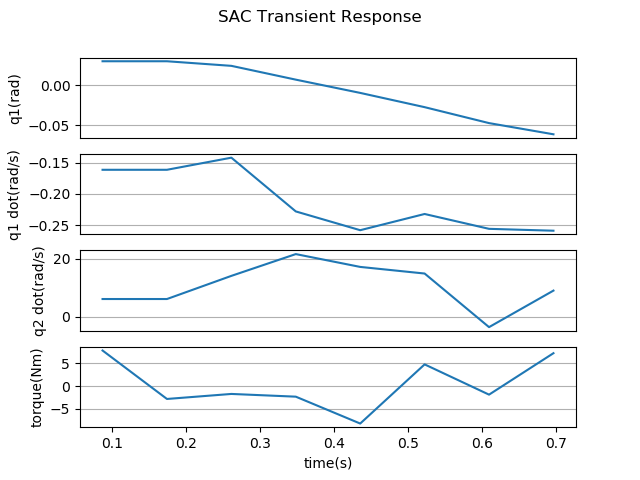 SAC Transient Response
q1(rad)
0.00
−0.05
q1 dot(rad/s)
−0.15
−0.20
−0.25
q2 dot(rad/s)
20
0
torque(Nm)
5
0
−5
0.1 0.2 0.3 0.4 0.5 0.6 0.7
time(s)